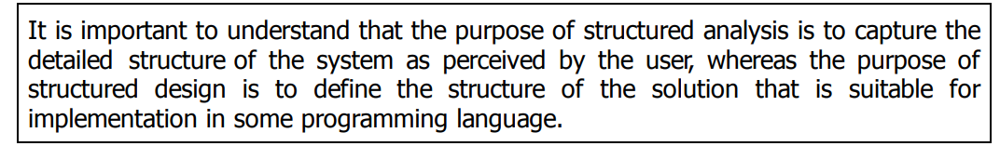 It is important to understand that the purpose of structured analysis is to capture the
detailed structure of the system as perceived by the user, whereas the purpose of
structured design is to define the structure of the solution that is suitable for
implementation in some programming language.